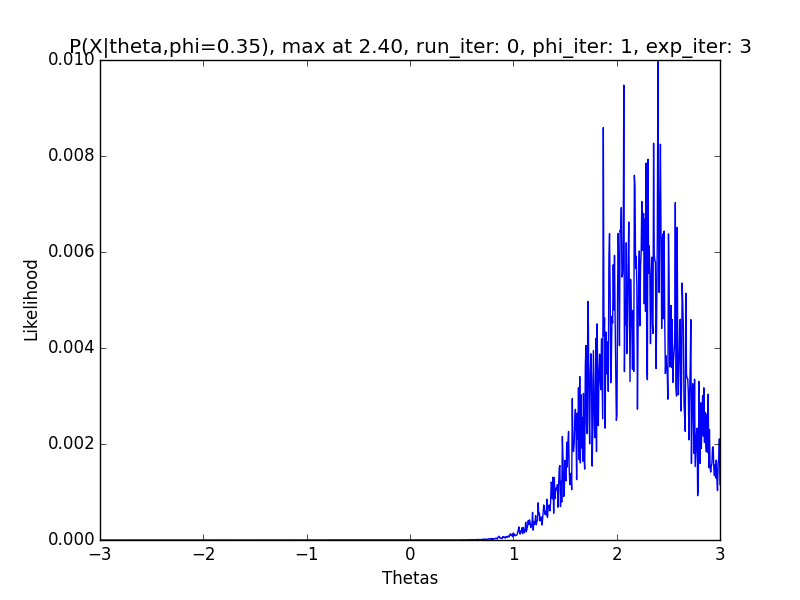 P(X|theta,phi=0.35), max at 2.40, run_iter: 0, phi_iter: 1, exp_iter: 3
0.010
0.008
0.006
0.004
0.002
0.000
Likelihood
−3 −2 −1 0 1 2 3
Thetas